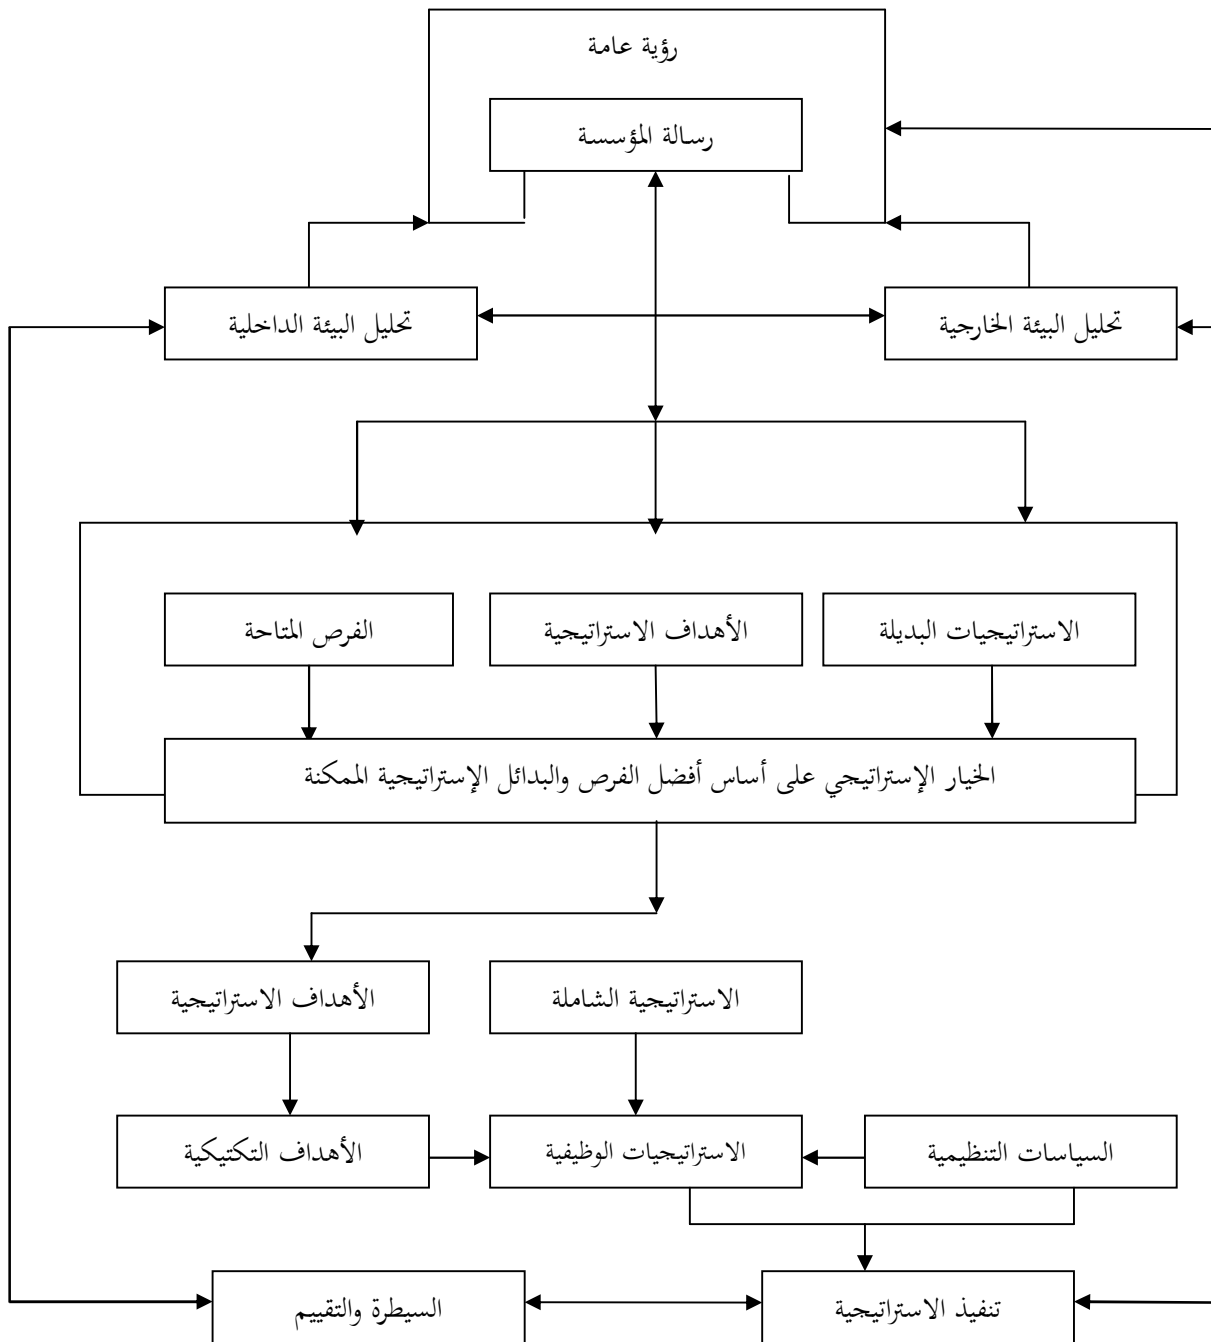 رؤية عامة
رسالة المؤسسة
تحليل البيئة الخارجية
تحليل البيئة الداخلية
الاستراتيجيات البديلة
الأهداف الاستراتيجية
الفرص المتاحة
الخيار الإستراتيجي على أساس أفضل الفرص والبدائل الإستراتيجية الممكنة
الاستراتيجية الشاملة
الأهداف الاستراتيجية
السياسات التنظيمية
الاستراتيجيات الوظيفية
الأهداف التكتيكية
تنفيذ الاستراتيجية
السيطرة والتقييم